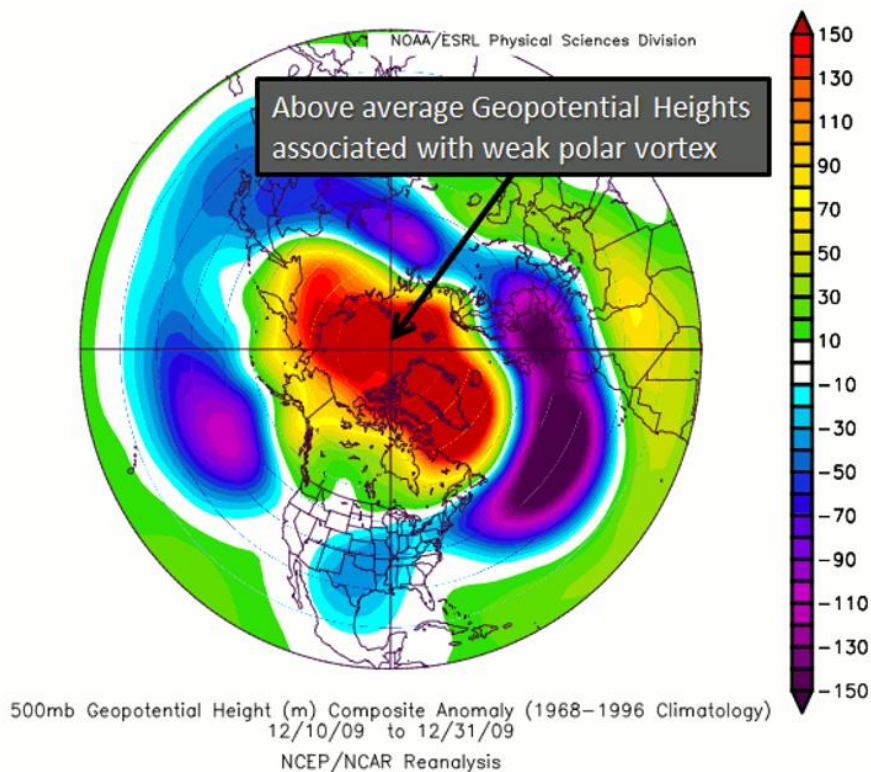 NOAA/ESRL Physical Sciences Division
Above average Geopotential Heights
associated with weak polar vortex
150
130
110
90
70
50
30
10
-10
-30
-50
-70
-90
-110
-130
-150
500mb Geopotential Height (m) Composite Anomaly (1968-1996 Climatology)
12/10/09 to 12/31/09
NCEP/NCAR Reanalysis